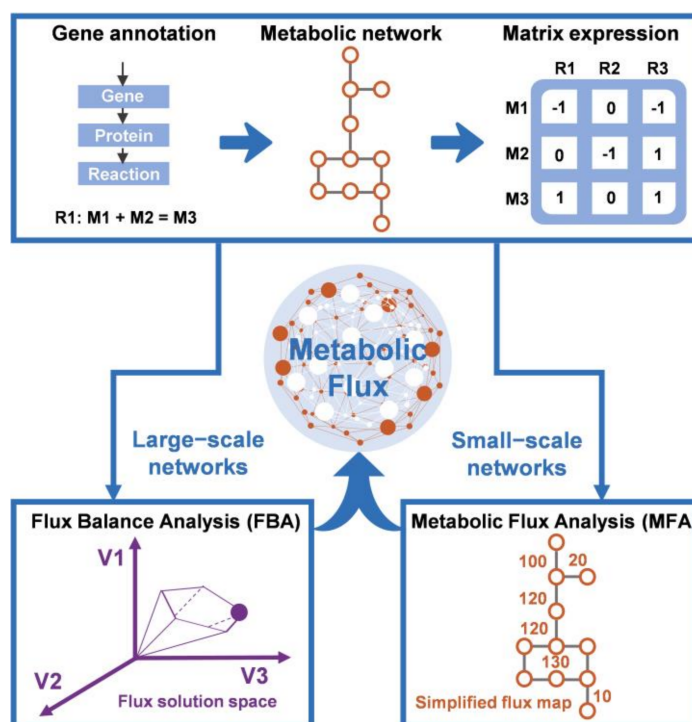 Gene annotation
Metabolic network
Matrix expression
Gene
Protein
Reaction
R1: M1 + M2 = M3
R1 R2 R3
M1 -1 0 -1
M2 0 -1 1
M3 1 0 1
Metabolic
Flux
Large-scale
networks
Small-scale
networks
Flux Balance Analysis (FBA)
V1
V2
V3
Flux solution space
Metabolic Flux Analysis (MFA
100
20
120
120
130
10
Simplified flux map